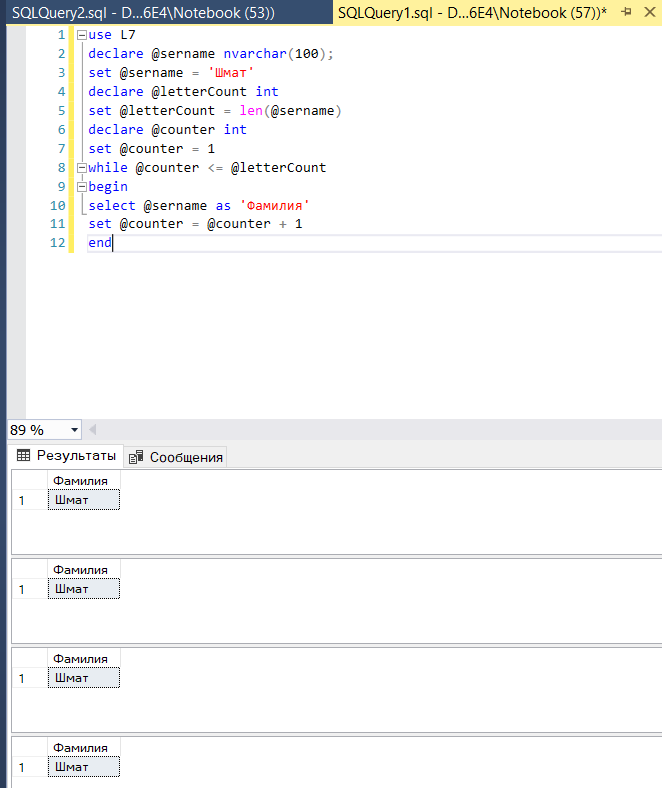 SQLQuery2.sql - D...6E4\Notebook (53)) SQLQuery1.sql - D...6E4\Notebook (57))*
1 use L7
2 declare @sername nvarchar(100);
3 set @sername = 'Шмат'
4 declare @letterCount int
5 set @letterCount = len(@sername)
6 declare @counter int
7 set @counter = 1
8 while @counter <= @letterCount
9 begin
10 select @sername as 'Фамилия'
11 set @counter = @counter + 1
12 end
89 %
Результаты Сообщения
Фамилия
1 Шмат
Фамилия
1 Шмат
Фамилия
1 Шмат
Фамилия
1 Шмат